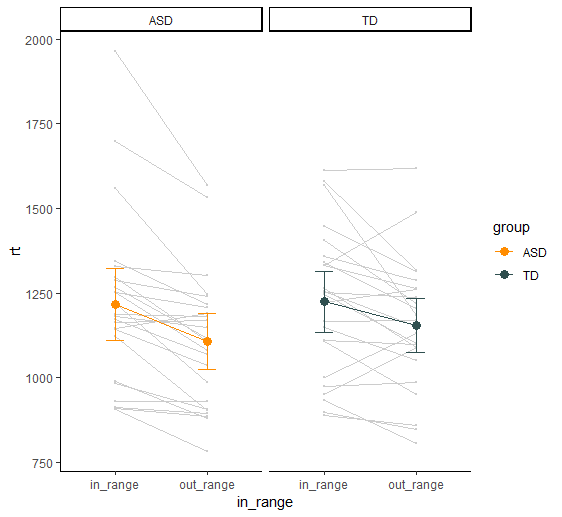 ASD TD
2000
1750
1500
1250
1000
750
rt
in_range out_range in_range out_range
in_range
group
ASD
TD